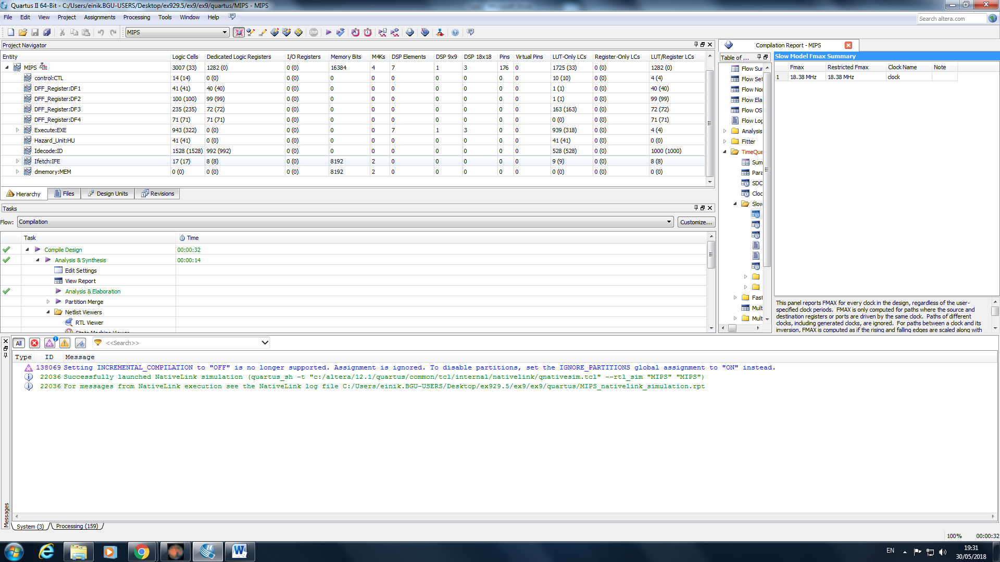 Quartus II 64-Bit - C:/Users/einik.BGU-USERS/Desktop/ex929.5/ex9/ex9/quartus/MIPS - MIPS
File Edit View Project Assignments Processing Tools Window Help
Search altera.com
MIPS
STOP
Project Navigator
Entity Logic Cells Dedicated Logic Registers I/O Registers Memory Bits M4Ks DSP Elements DSP 9x9 DSP 18x18 Pins Virtual Pins LUT-Only LCs Register-Only LCs LUT/Register LCs
MIPS 3007 (33) 1282 (0) 0 (0) 16384 4 7 1 3 176 0 1725 (33) 0 (0) 1282 (0)
control:CTL 14 (14) 0 (0) 0 (0) 0 0 0 0 0 0 0 10 (10) 0 (0) 4 (4)
DFF_Register:DF1 41 (41) 40 (40) 0 (0) 0 0 0 0 0 0 0 1 (1) 0 (0) 40 (40)
DFF_Register:DF2 100 (100) 99 (99) 0 (0) 0 0 0 0 0 0 0 1 (1) 0 (0) 99 (99)
DFF_Register:DF3 235 (235) 72 (72) 0 (0) 0 0 0 0 0 0 0 163 (163) 0 (0) 72 (72)
DFF_Register:DF4 71 (71) 71 (71) 0 (0) 0 0 0 0 0 0 0 0 (0) 0 (0) 71 (71)
Execute:EXE 943 (322) 0 (0) 0 (0) 0 0 7 1 3 0 0 939 (318) 0 (0) 4 (4)
Hazard_Unit:HU 41 (41) 0 (0) 0 (0) 0 0 0 0 0 0 0 41 (41) 0 (0) 0 (0)
Idecode:ID 1528 (1528) 992 (992) 0 (0) 0 0 0 0 0 0 0 528 (528) 0 (0) 1000 (1000)
Ifetch:IFE 17 (17) 8 (8) 0 (0) 8192 2 0 0 0 0 0 9 (9) 0 (0) 8 (8)
dmemory:MEM 0 (0) 0 (0) 0 (0) 8192 2 0 0 0 0 0 0 (0) 0 (0) 0 (0)
Hierarchy Files Design Units Revisions
Tasks
Flow: Compilation Customize...
Task Time
Compile Design 00:00:32
Analysis & Synthesis 00:00:14
Edit Settings
View Report
Analysis & Elaboration
Partition Merge
Netlist Viewers
RTL Viewer
State Machine Viewer
Compilation Report - MIPS
Table of ...
Flow Sur
Flow Set
Flow Nor
Flow Ela
Flow OS
Flow Log
Analysis
Fitter
TimeQue
Sum
Para
SDC
Cloc
Slow
Fast
Mult
Mult
Slow Model Fmax Summary
Fmax Restricted Fmax Clock Name Note
1 18.38 MHz 18.38 MHz clock
This panel reports FMAX for every clock in the design, regardless of the user-
specified clock periods. FMAX is only computed for paths where the source and
destination registers or ports are driven by the same clock. Paths of different
clocks, including generated clocks, are ignored. For paths between a clock and its
inversion, FMAX is computed as if the rising and falling edges are scaled along with
All <<Search>>
Type ID Message
138069 Setting INCREMENTAL_COMPILATION to "OFF" is no longer supported. Assignment is ignored. To disable partitions, set the IGNORE_PARTITIONS global assignment to "ON" instead.
22036 Successfully launched NativeLink simulation (quartus_sh -t "c:/altera/12.1/quartus/common/tcl/internal/nativelink/qnativesim.tcl" --rtl_sim "MIPS" "MIPS")
22036 For messages from NativeLink execution see the NativeLink log file C:/Users/einik.BGU-USERS/Desktop/ex929.5/ex9/ex9/quartus/MIPS_nativelink_simulation.rpt
Messages
System (3) Processing (159)
100% 00:00:32
EN
19:31
30/05/2018